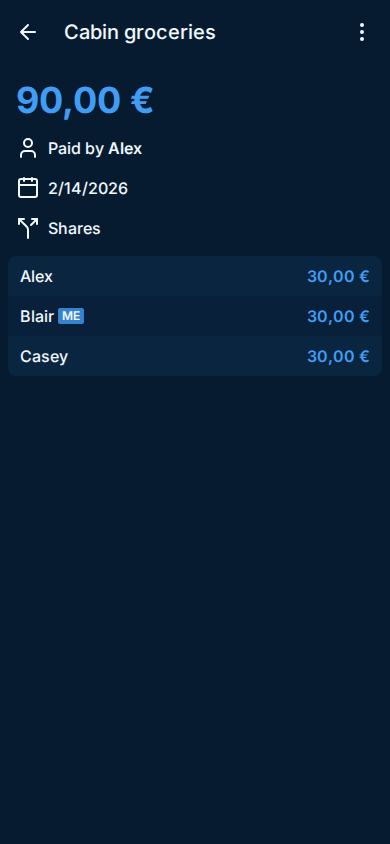 Cabin groceries
90,00 €
Paid by Alex
2/14/2026
Shares
Alex 30,00 €
Blair ME 30,00 €
Casey 30,00 €